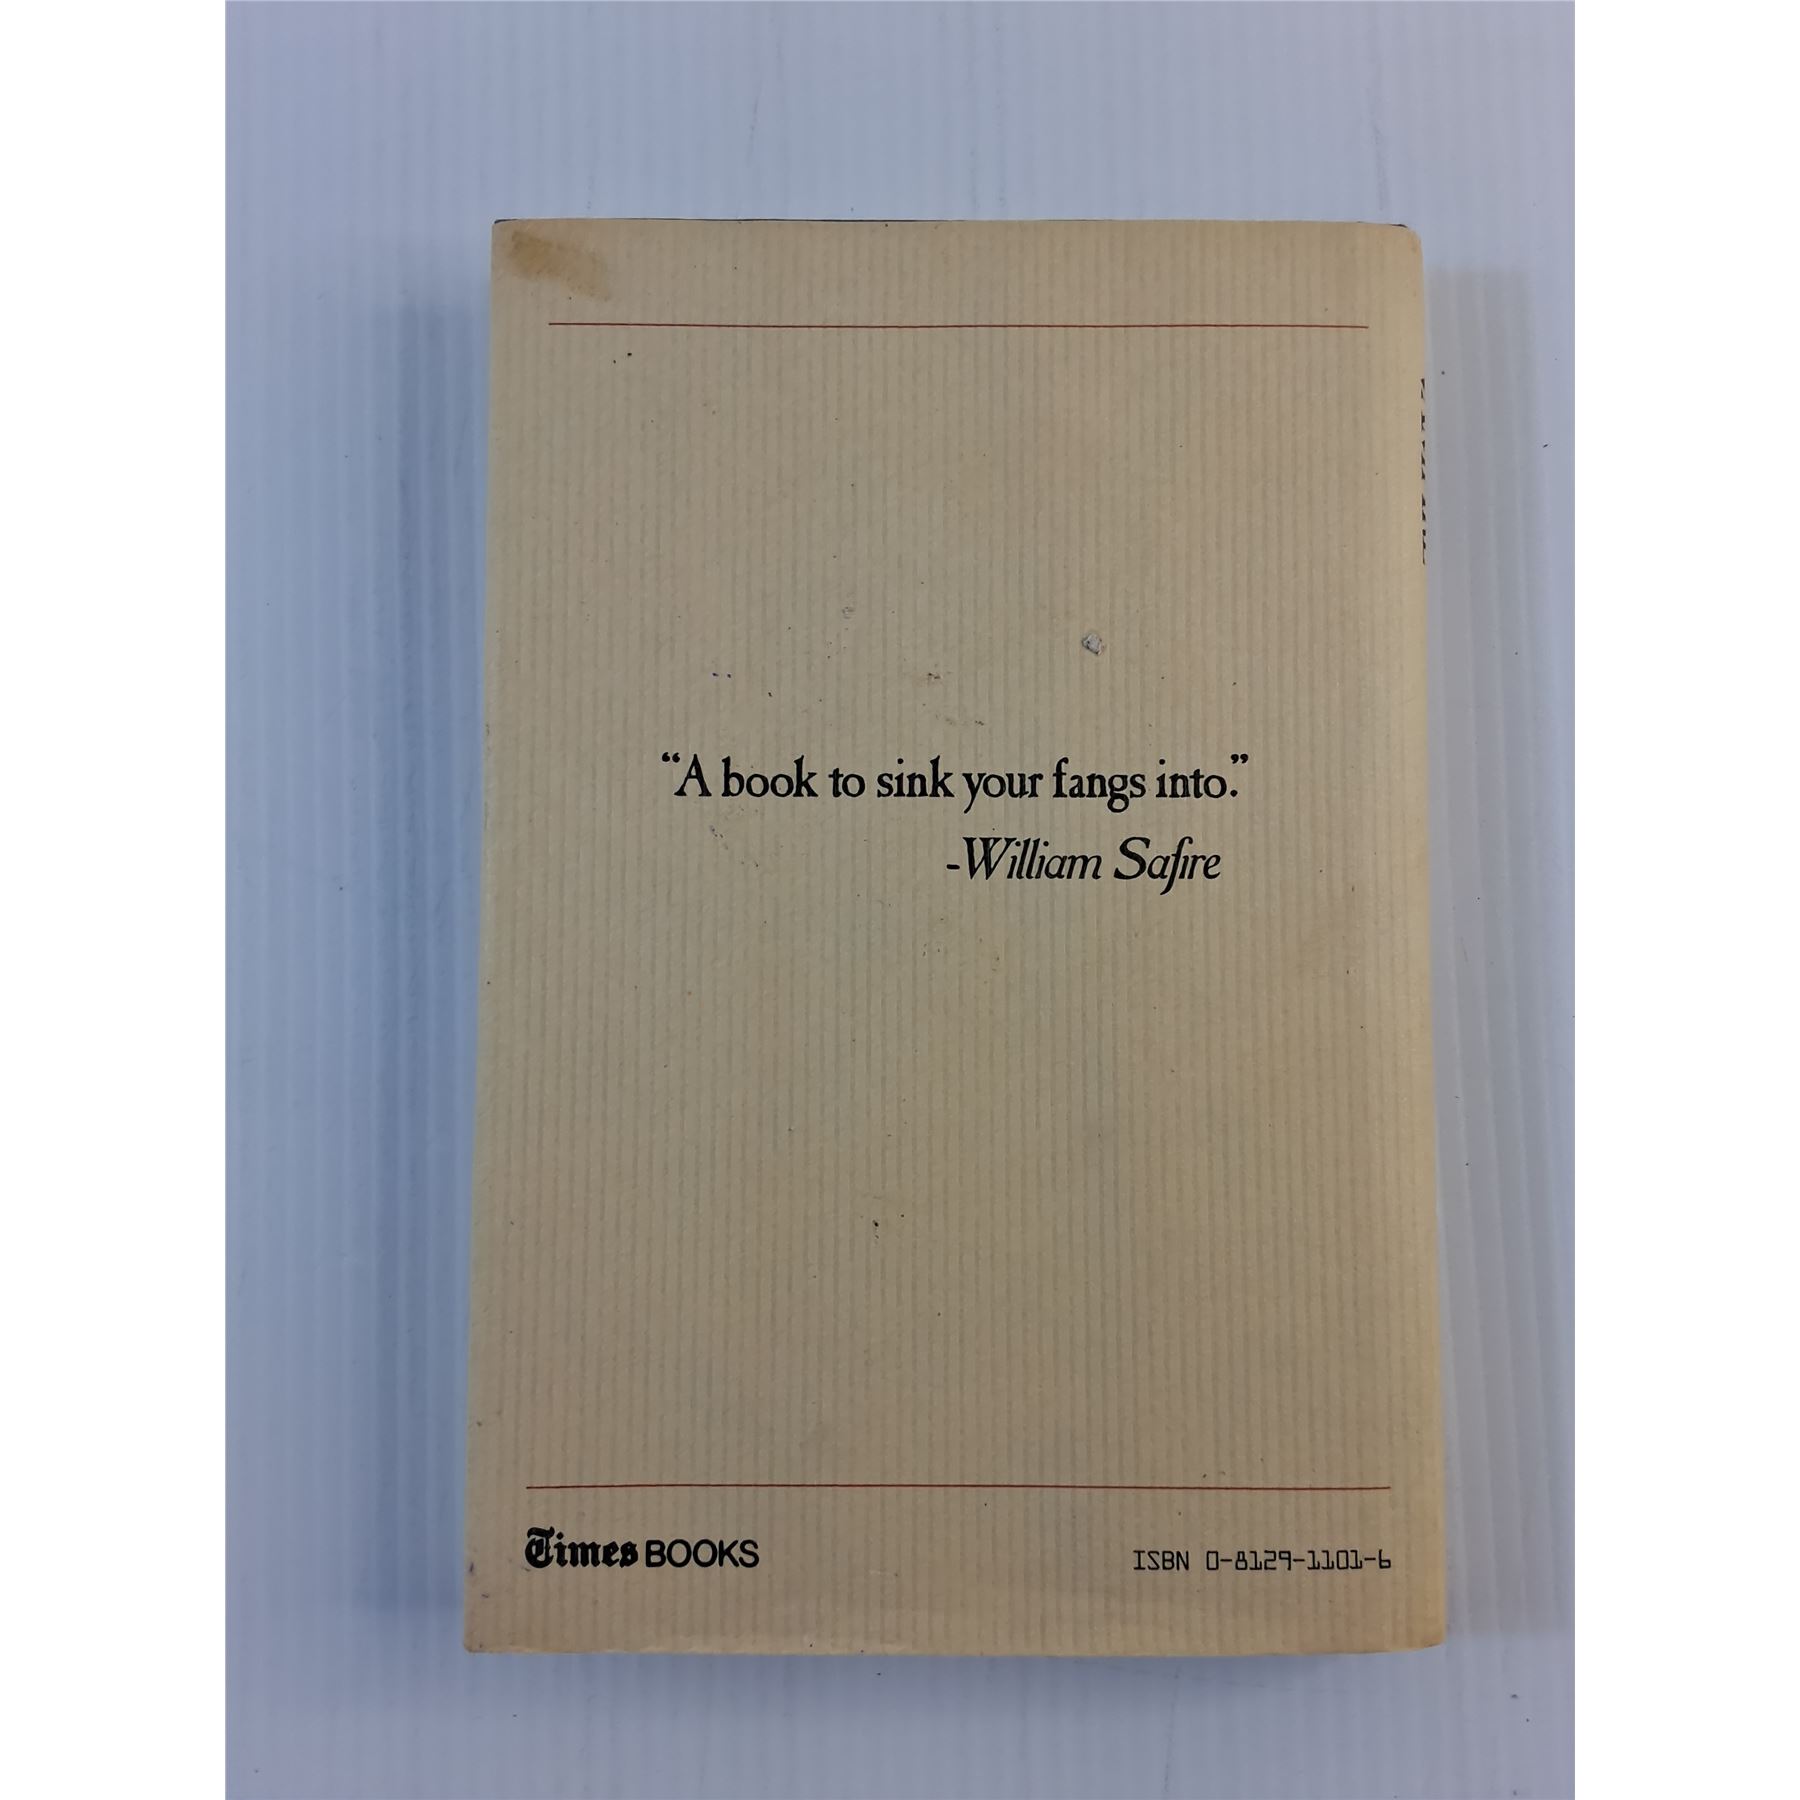 “A book to sink your fangs into.”
-William Safire
Times BOOKS
ISBN 0-8129-1101-6